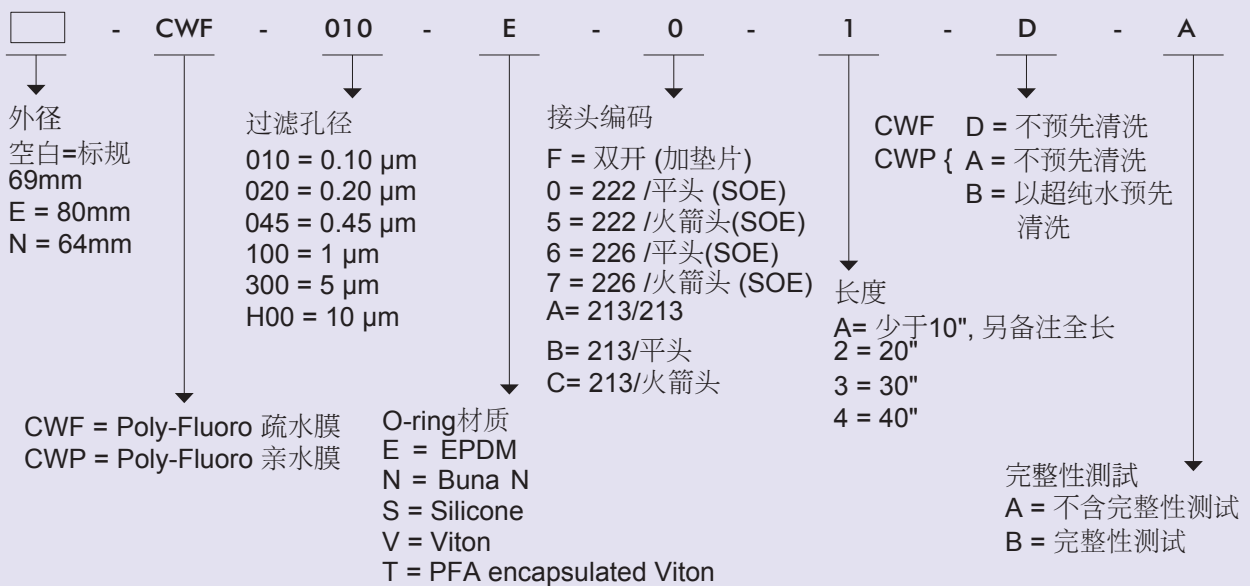 - CWF - 010 - E - 0 - 1 - D - A
外径
空白=标规
69mm
E = 80mm
N = 64mm
过滤孔径
010 = 0.10 µm
020 = 0.20 µm
045 = 0.45 µm
100 = 1 µm
300 = 5 µm
H00 = 10 µm
接头编码
F = 双开 (加垫片)
0 = 222 /平头 (SOE)
5 = 222 /火箭头(SOE)
6 = 226 /平头(SOE)
7 = 226 /火箭头 (SOE)
A= 213/213
B= 213/平头
C= 213/火箭头
CWF D = 不预先清洗
CWP { A = 不预先清洗
B = 以超纯水预先
清洗
长度
A= 少于10", 另备注全长
2 = 20"
3 = 30"
4 = 40"
CWF = Poly-Fluoro 疏水膜
CWP = Poly-Fluoro 亲水膜
O-ring材质
E = EPDM
N = Buna N
S = Silicone
V = Viton
T = PFA encapsulated Viton
完整性測試
A = 不含完整性测试
B = 完整性测试